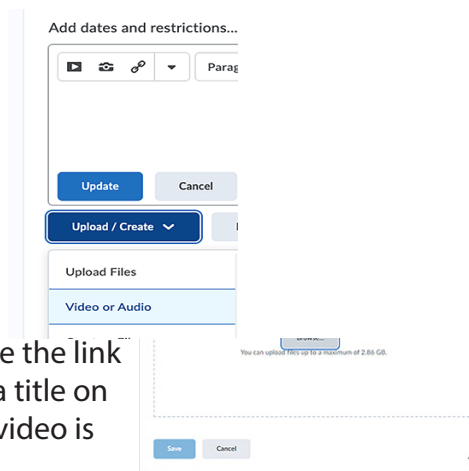 Add dates and restrictions...
Parag
Update Cancel
Upload / Create
Upload Files
Video or Audio
e the link
a title on
video is
Browse...
You can upload files up to a maximum of 2.86 GB.
Save Cancel